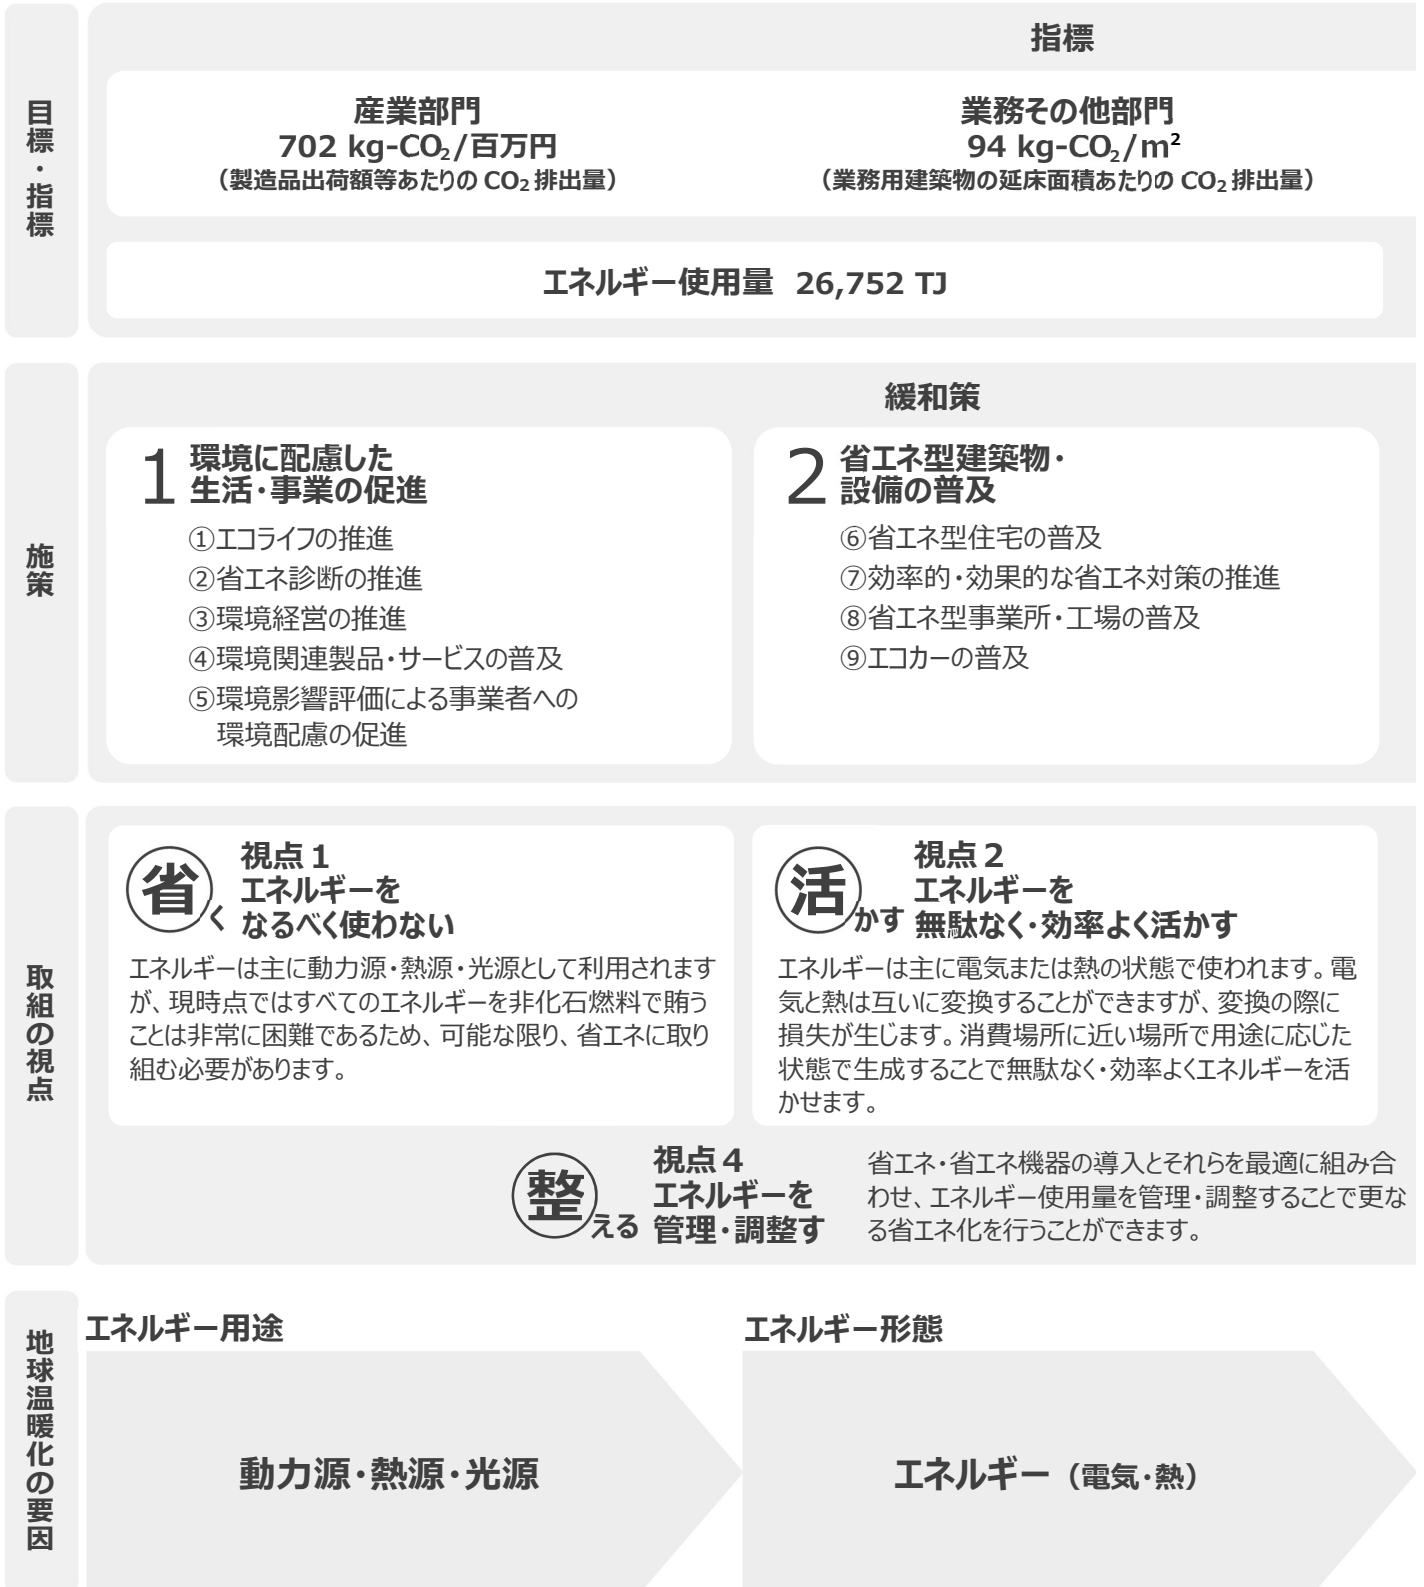 目標・指標
指標
産業部門
702 kg-CO₂/百万円
（製造品出荷額等あたりの CO₂ 排出量）
業務その他部門
94 kg-CO₂/m²
（業務用建築物の延床面積あたりの CO₂ 排出量）
エネルギー使用量 26,752 TJ
施策
緩和策
1 環境に配慮した
生活・事業の促進
①エコライフの推進
②省エネ診断の推進
③環境経営の推進
④環境関連製品・サービスの普及
⑤環境影響評価による事業者への
環境配慮の促進
2 省エネ型建築物・
設備の普及
⑥省エネ型住宅の普及
⑦効率的・効果的な省エネ対策の推進
⑧省エネ型事業所・工場の普及
⑨エコカーの普及
取組の視点
省く
視点1
エネルギーを
なるべく使わない
エネルギーは主に動力源・熱源・光源として利用されます
が、現時点ではすべてのエネルギーを非化石燃料で賄う
ことは非常に困難であるため、可能な限り、省エネに取り
組む必要があります。
活かす
視点2
エネルギーを
無駄なく・効率よく活かす
エネルギーは主に電気または熱の状態で使われます。電
気と熱は互いに変換することができますが、変換の際に
損失が生じます。消費場所に近い場所で用途に応じた
状態で生成することで無駄なく・効率よくエネルギーを活
かせます。
整える
視点4
エネルギーを
管理・調整す
省エネ・省エネ機器の導入とそれらを最適に組み合
わせ、エネルギー使用量を管理・調整することで更な
る省エネ化を行うことができます。
地球温暖化の要因
エネルギー用途
動力源・熱源・光源
エネルギー形態
エネルギー（電気・熱）